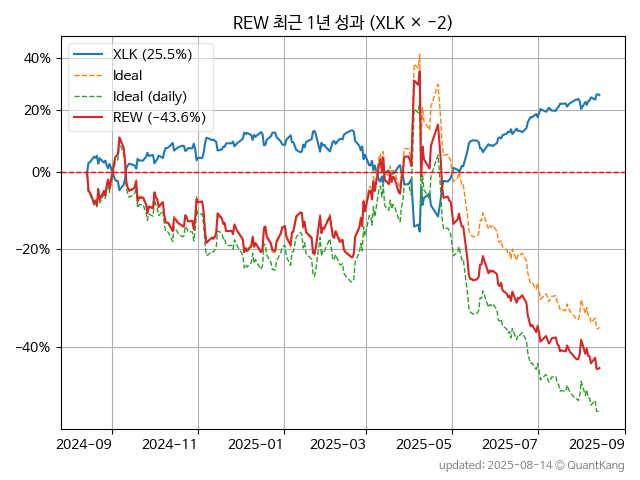 REW 최근 1년 성과 (XLK × −2)
XLK (25.5%)
Ideal
Ideal (daily)
REW (−43.6%)
40%
20%
0%
−20%
−40%
2024−09
2024−11
2025−01
2025−03
2025−05
2025−07
2025−09
updated: 2025-08-14 © QuantKang